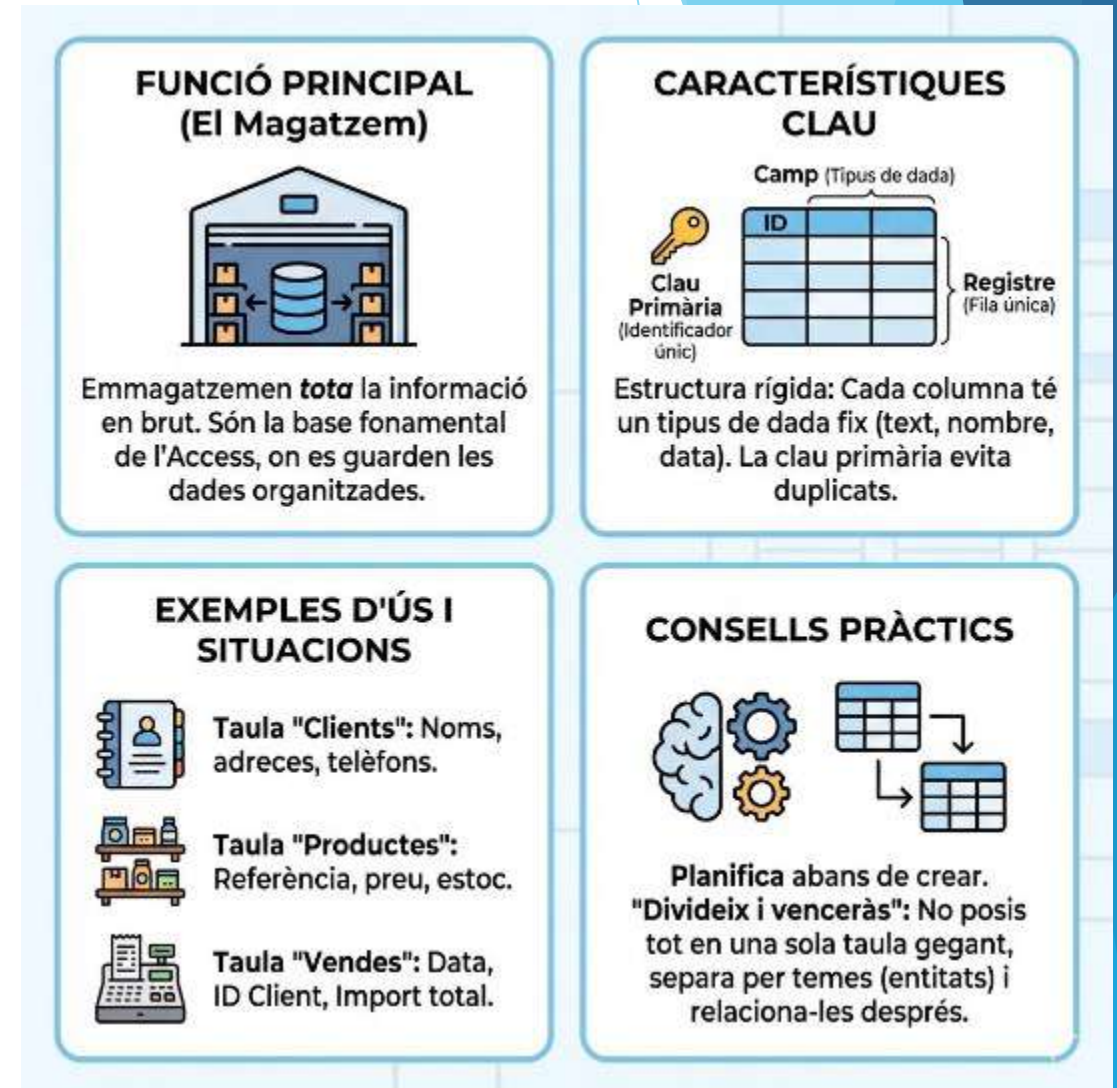 FUNCIÓ PRINCIPAL
(El Magatzem)
Emmagatzemen tota la informació
en brut. Són la base fonamental
de l'Access, on es guarden les
dades organitzades.
CARACTERÍSTIQUES
CLAU
Camp (Tipus de dada)
ID
Clau
Primària
(Identificador
únic)
Registre
(Fila única)
Estructura rígida: Cada columna té
un tipus de dada fix (text, nombre,
data). La clau primària evita
duplicats.
EXEMPLES D'ÚS I
SITUACIONS
Taula "Clients": Noms,
adreces, telèfons.
Taula "Productes":
Referència, preu, estoc.
Taula "Vendes": Data,
ID Client, Import total.
CONSELLS PRÀCTICS
Planifica abans de crear.
"Divideix i venceràs": No posis
tot en una sola taula gegant,
separa per temes (entitats) i
relaciona-les després.